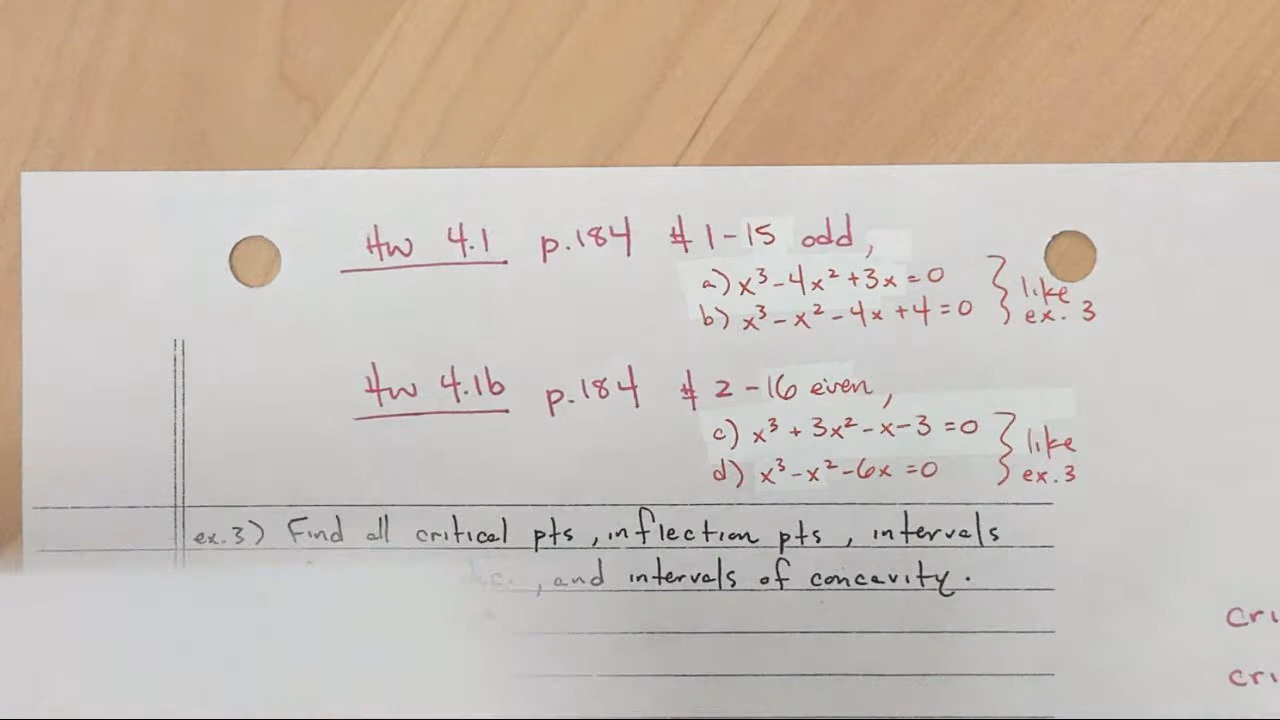 Hw 4.1 p.184 # 1-15 odd,
a) x³-4x²+3x=0
b) x³-x²-4x+4=0 } like ex. 3
Hw 4.1b p.184 # 2-16 even,
c) x³+3x²-x-3=0
d) x³-x²-6x=0 } like ex.3
ex.3) Find all critical pts, inflection pts, intervals
, and intervals of concavity.